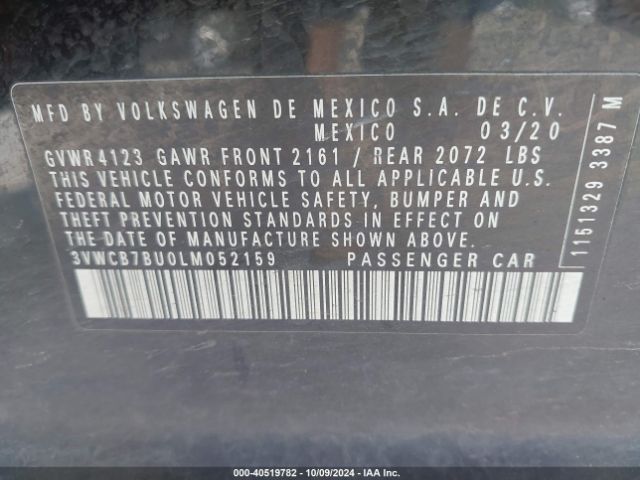 MFD BY VOLKSWAGEN DE MEXICO S.A. DE C.V.
MEXICO 03/20
GVWR4123 GAWR FRONT 2161 / REAR 2072 LBS
THIS VEHICLE CONFORMS TO ALL APPLICABLE U.S.
FEDERAL MOTOR VEHICLE SAFETY, BUMPER AND
THEFT PREVENTION STANDARDS IN EFFECT ON
THE DATE OF MANUFACTURE SHOWN ABOVE.
3VWCB7BU0LM052159 PASSENGER CAR
1151329 3387 M
000-40519782 - 10/09/2024 - IAA Inc.